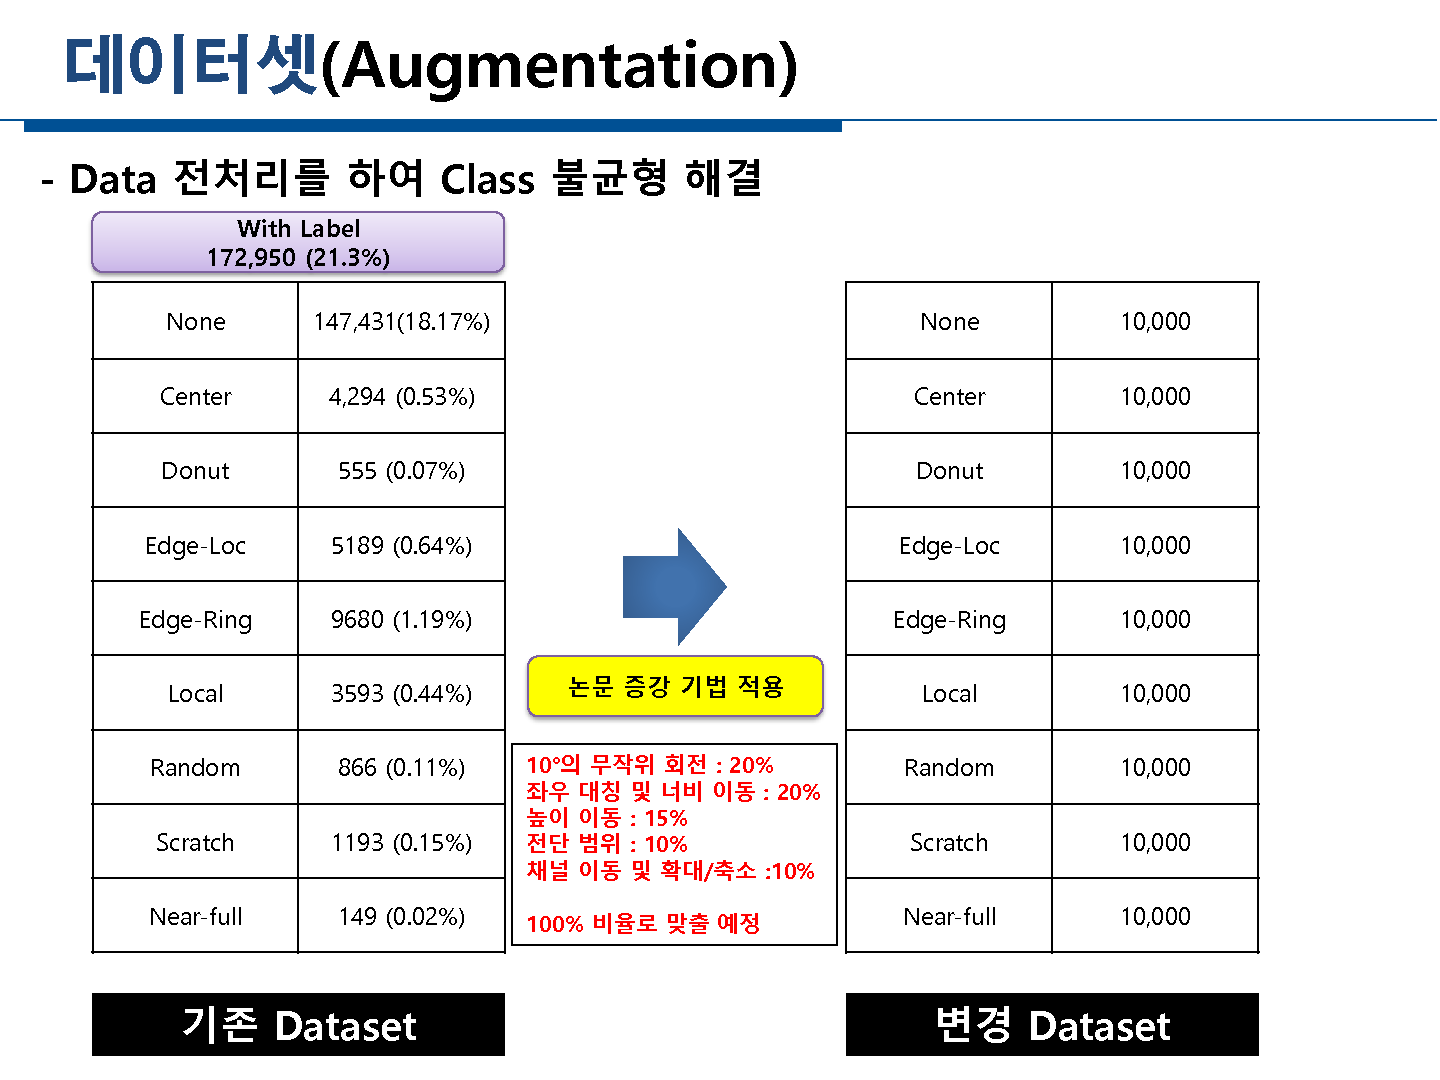 데이터셋(Augmentation)
- Data 전처리를 하여 Class 불균형 해결
With Label
172,950 (21.3%)
None 147,431(18.17%)
Center 4,294 (0.53%)
Donut 555 (0.07%)
Edge-Loc 5189 (0.64%)
Edge-Ring 9680 (1.19%)
Local 3593 (0.44%)
Random 866 (0.11%)
Scratch 1193 (0.15%)
Near-full 149 (0.02%)
기존 Dataset
논문 증강 기법 적용
10°의 무작위 회전 : 20%
좌우 대칭 및 너비 이동 : 20%
높이 이동 : 15%
전단 범위 : 10%
채널 이동 및 확대/축소 :10%
100% 비율로 맞출 예정
None 10,000
Center 10,000
Donut 10,000
Edge-Loc 10,000
Edge-Ring 10,000
Local 10,000
Random 10,000
Scratch 10,000
Near-full 10,000
변경 Dataset